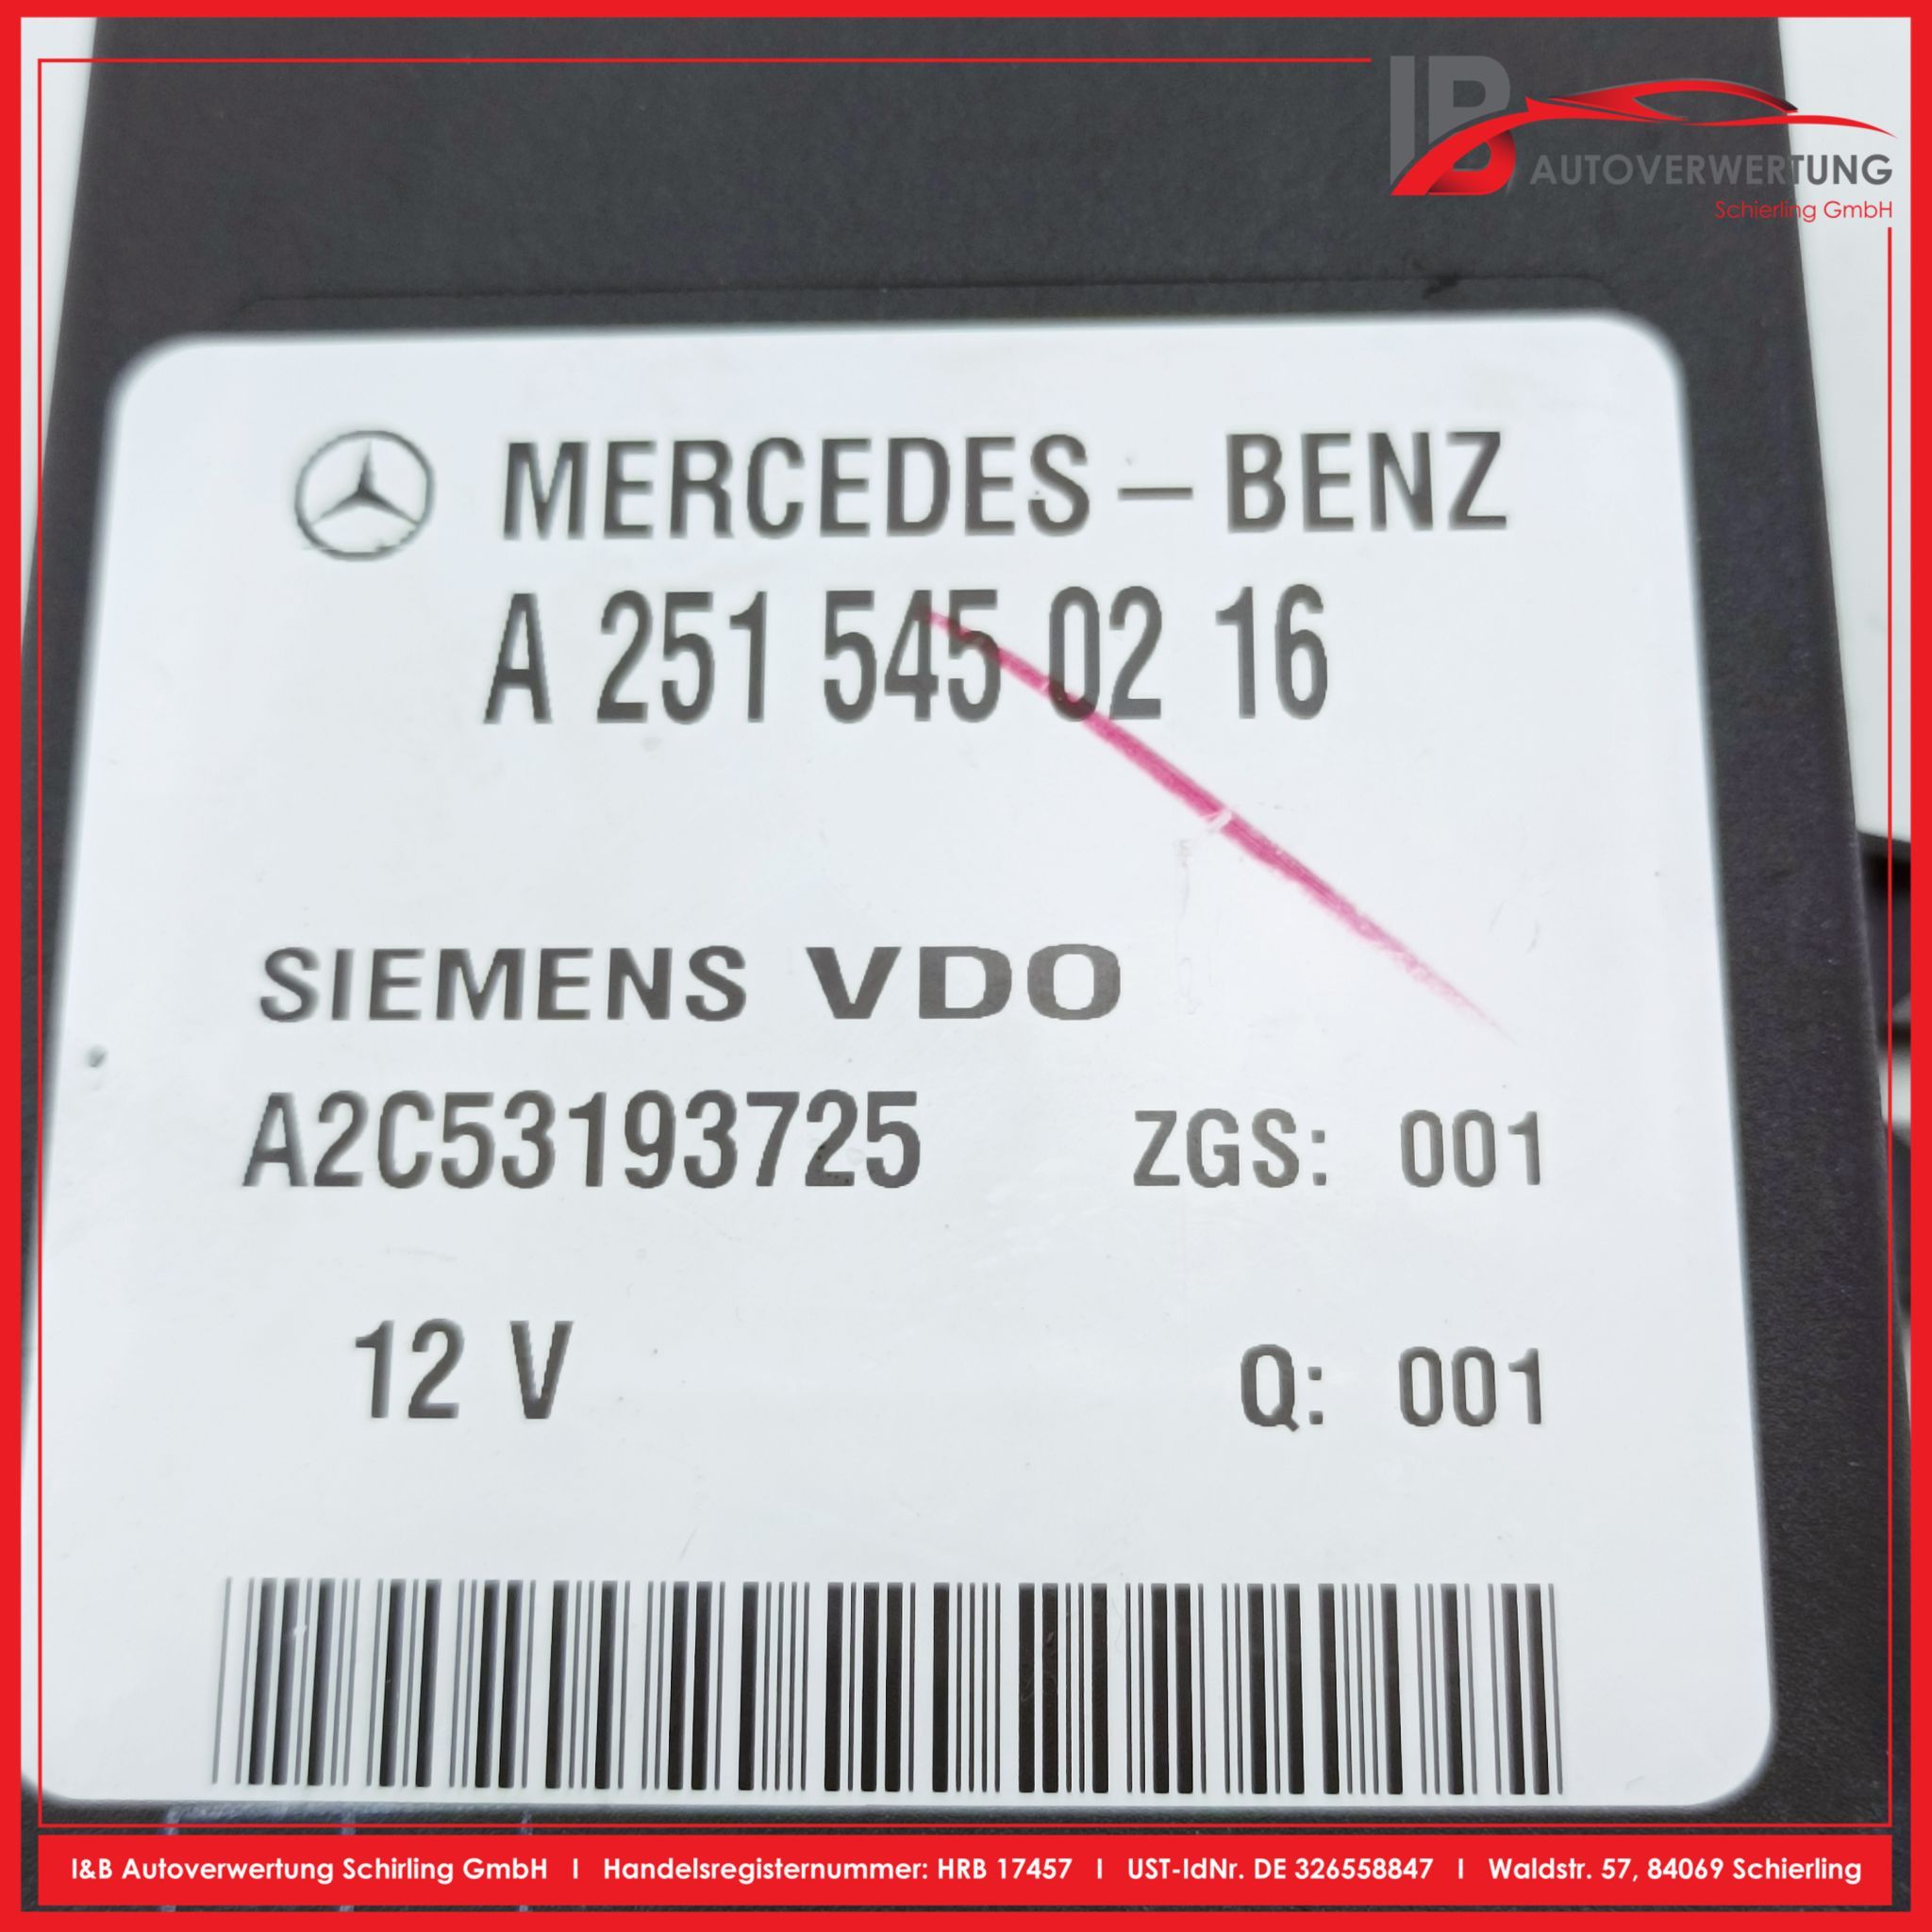 IB
AUTOVERWERTUNG
Schierling GmbH
MERCEDES – BENZ
A 251 545 02 16
SIEMENS VDO
A2C53193725 ZGS: 001
12 V Q: 001
I&B Autoverwertung Schirling GmbH I Handelsregisternummer: HRB 17457 I UST-IdNr. DE 326558847 I Waldstr. 57, 84069 Schierling